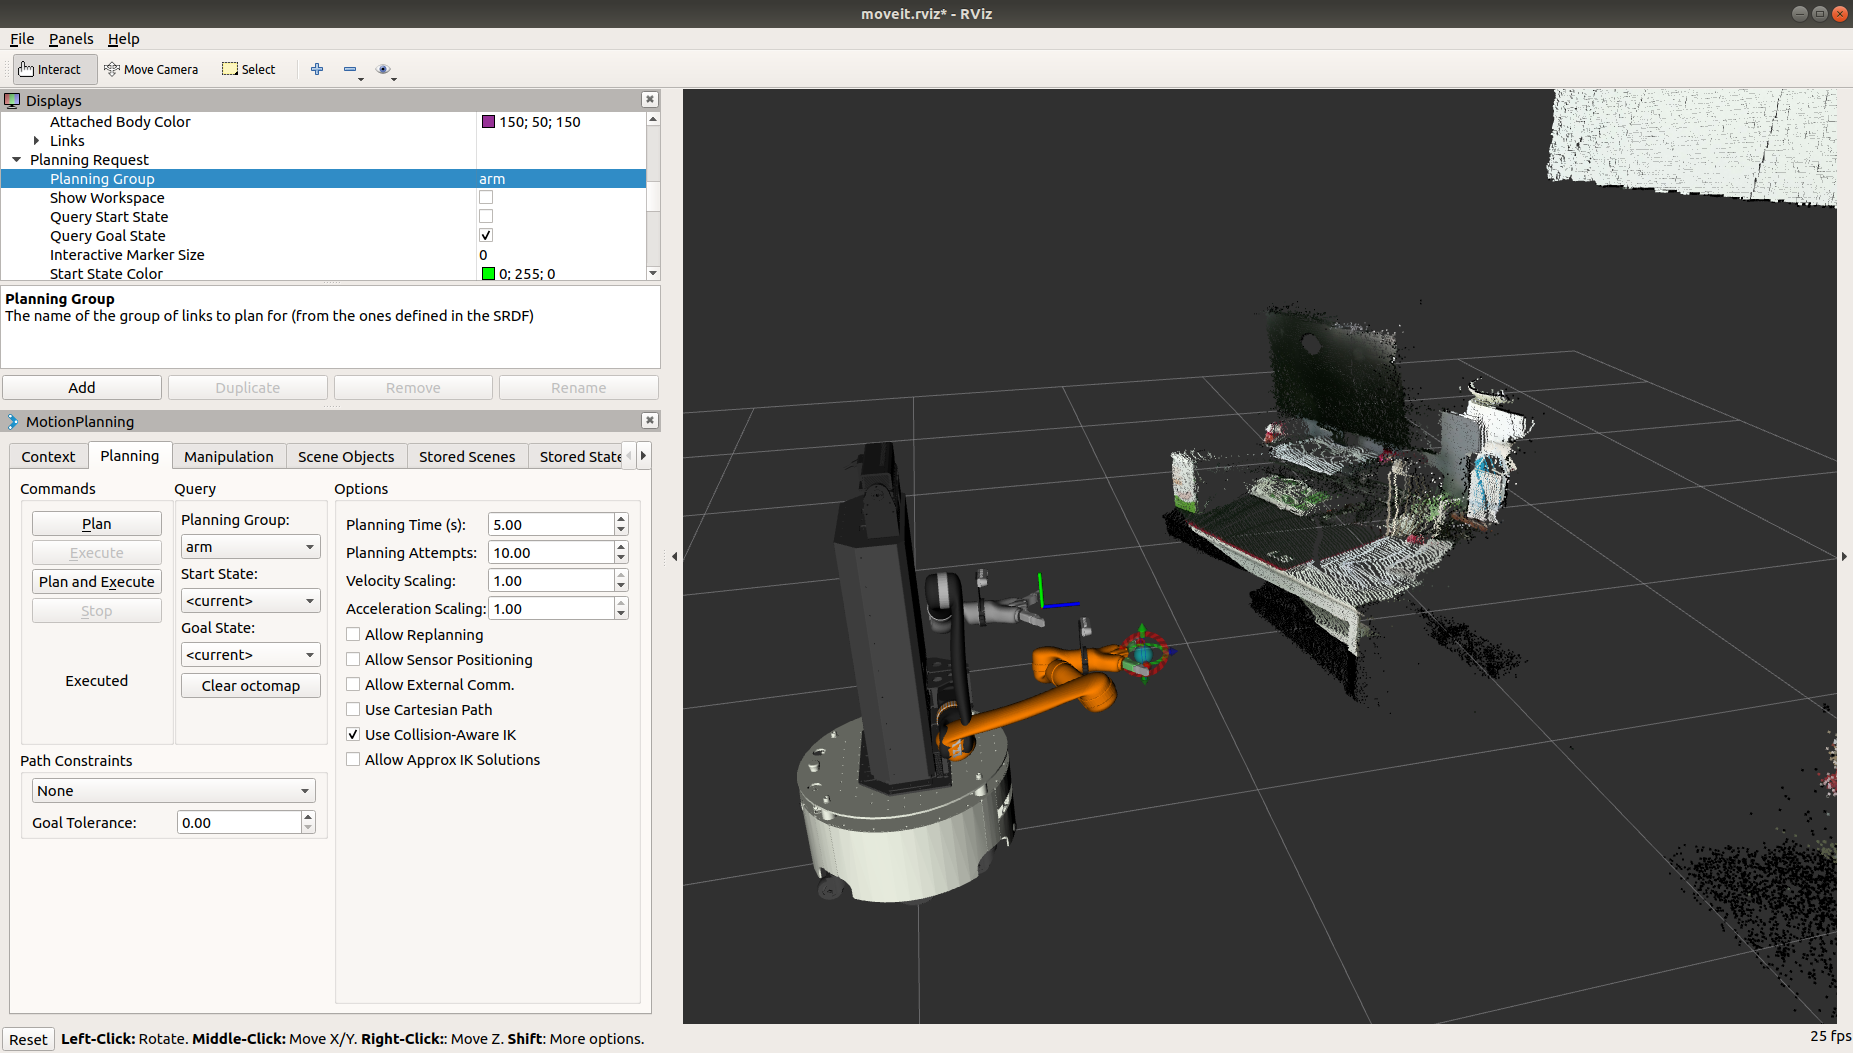 moveit.rviz* - RViz
File Panels Help
Interact Move Camera Select
Displays
Attached Body Color 150; 50; 150
Links
Planning Request
Planning Group arm
Show Workspace
Query Start State
Query Goal State
Interactive Marker Size 0
Start State Color 0; 255; 0
Planning Group
The name of the group of links to plan for (from the ones defined in the SRDF)
Add Duplicate Remove Rename
MotionPlanning
Context Planning Manipulation Scene Objects Stored Scenes Stored State
Commands
Plan
Execute
Plan and Execute
Stop
Executed
Query
Planning Group:
arm
Start State:
<current>
Goal State:
<current>
Clear octomap
Path Constraints
None
Goal Tolerance: 0.00
Options
Planning Time (s): 5.00
Planning Attempts: 10.00
Velocity Scaling: 1.00
Acceleration Scaling: 1.00
Allow Replanning
Allow Sensor Positioning
Allow External Comm.
Use Cartesian Path
Use Collision-Aware IK
Allow Approx IK Solutions
Reset Left-Click: Rotate. Middle-Click: Move X/Y. Right-Click:: Move Z. Shift: More options.
25 fps